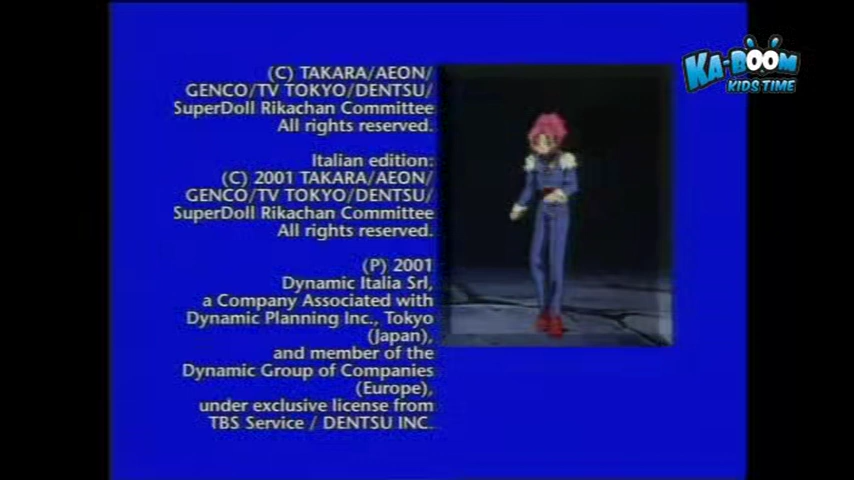 (C) TAKARA/AEON/
GENCO/TV TOKYO/DENTSU/
SuperDoll Rikachan Committee
All rights reserved.
Italian edition:
(C) 2001 TAKARA/AEON/
GENCO/TV TOKYO/DENTSU/
SuperDoll Rikachan Committee
All rights reserved.
(P) 2001
Dynamic Italia Srl,
a Company Associated with
Dynamic Planning Inc., Tokyo
(Japan),
and member of the
Dynamic Group of Companies
(Europe),
under exclusive license from
TBS Service / DENTSU INC.
KA-BOOM
KIDS TIME